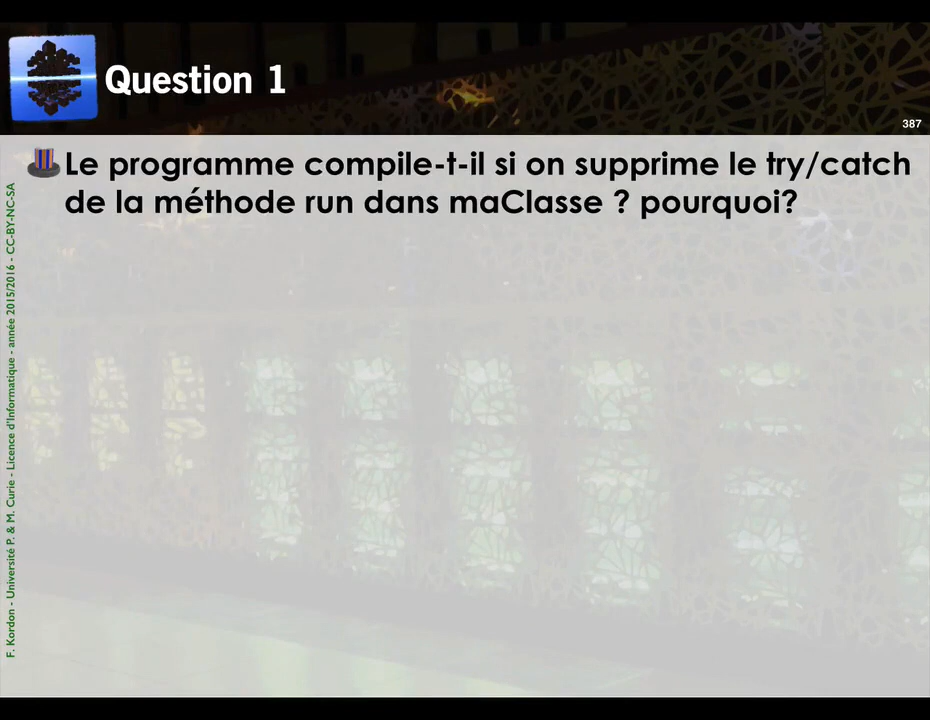 Question 1
387
Le programme compile-t-il si on supprime le try/catch
de la méthode run dans maClasse ? pourquoi?
F. Kordon - Université P. & M. Curie - Licence d'Informatique - année 2015/2016 - CC-BY-NC-SA